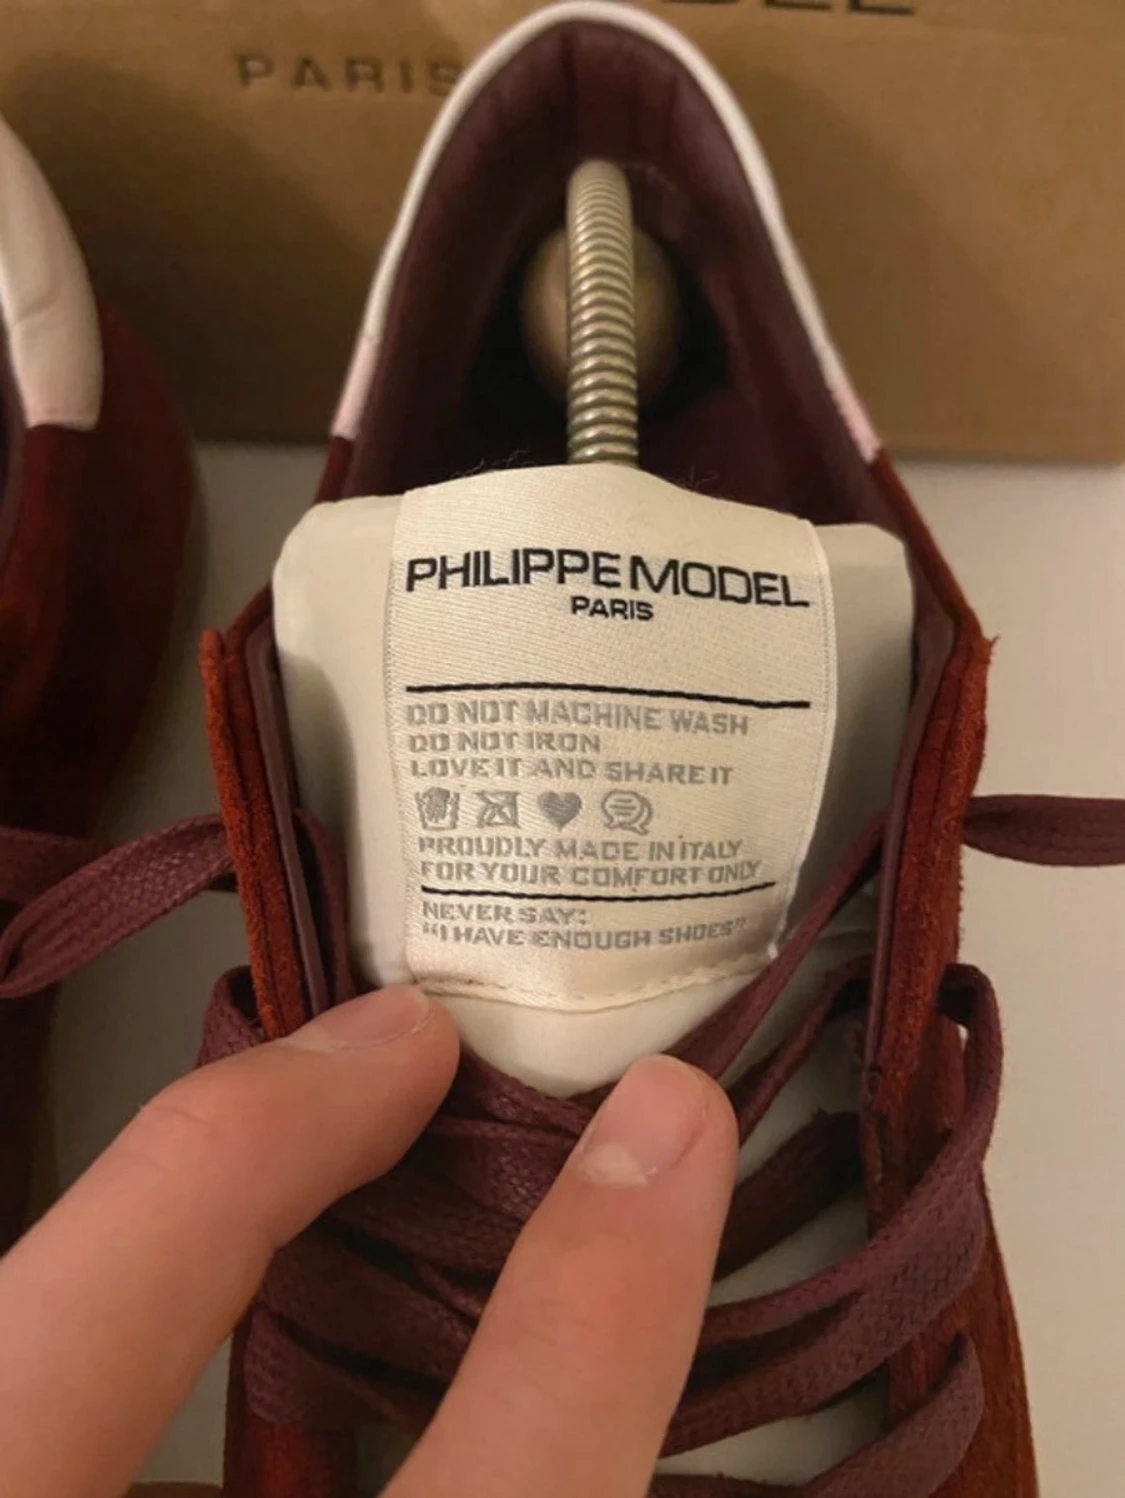 PARIS
PHILIPPE MODEL
PARIS
DO NOT MACHINE WASH
DO NOT IRON
LOVE IT AND SHARE IT
PROUDLY MADE IN ITALY
FOR YOUR COMFORT ONLY
NEVER SAY:
"I HAVE ENOUGH SHOES"